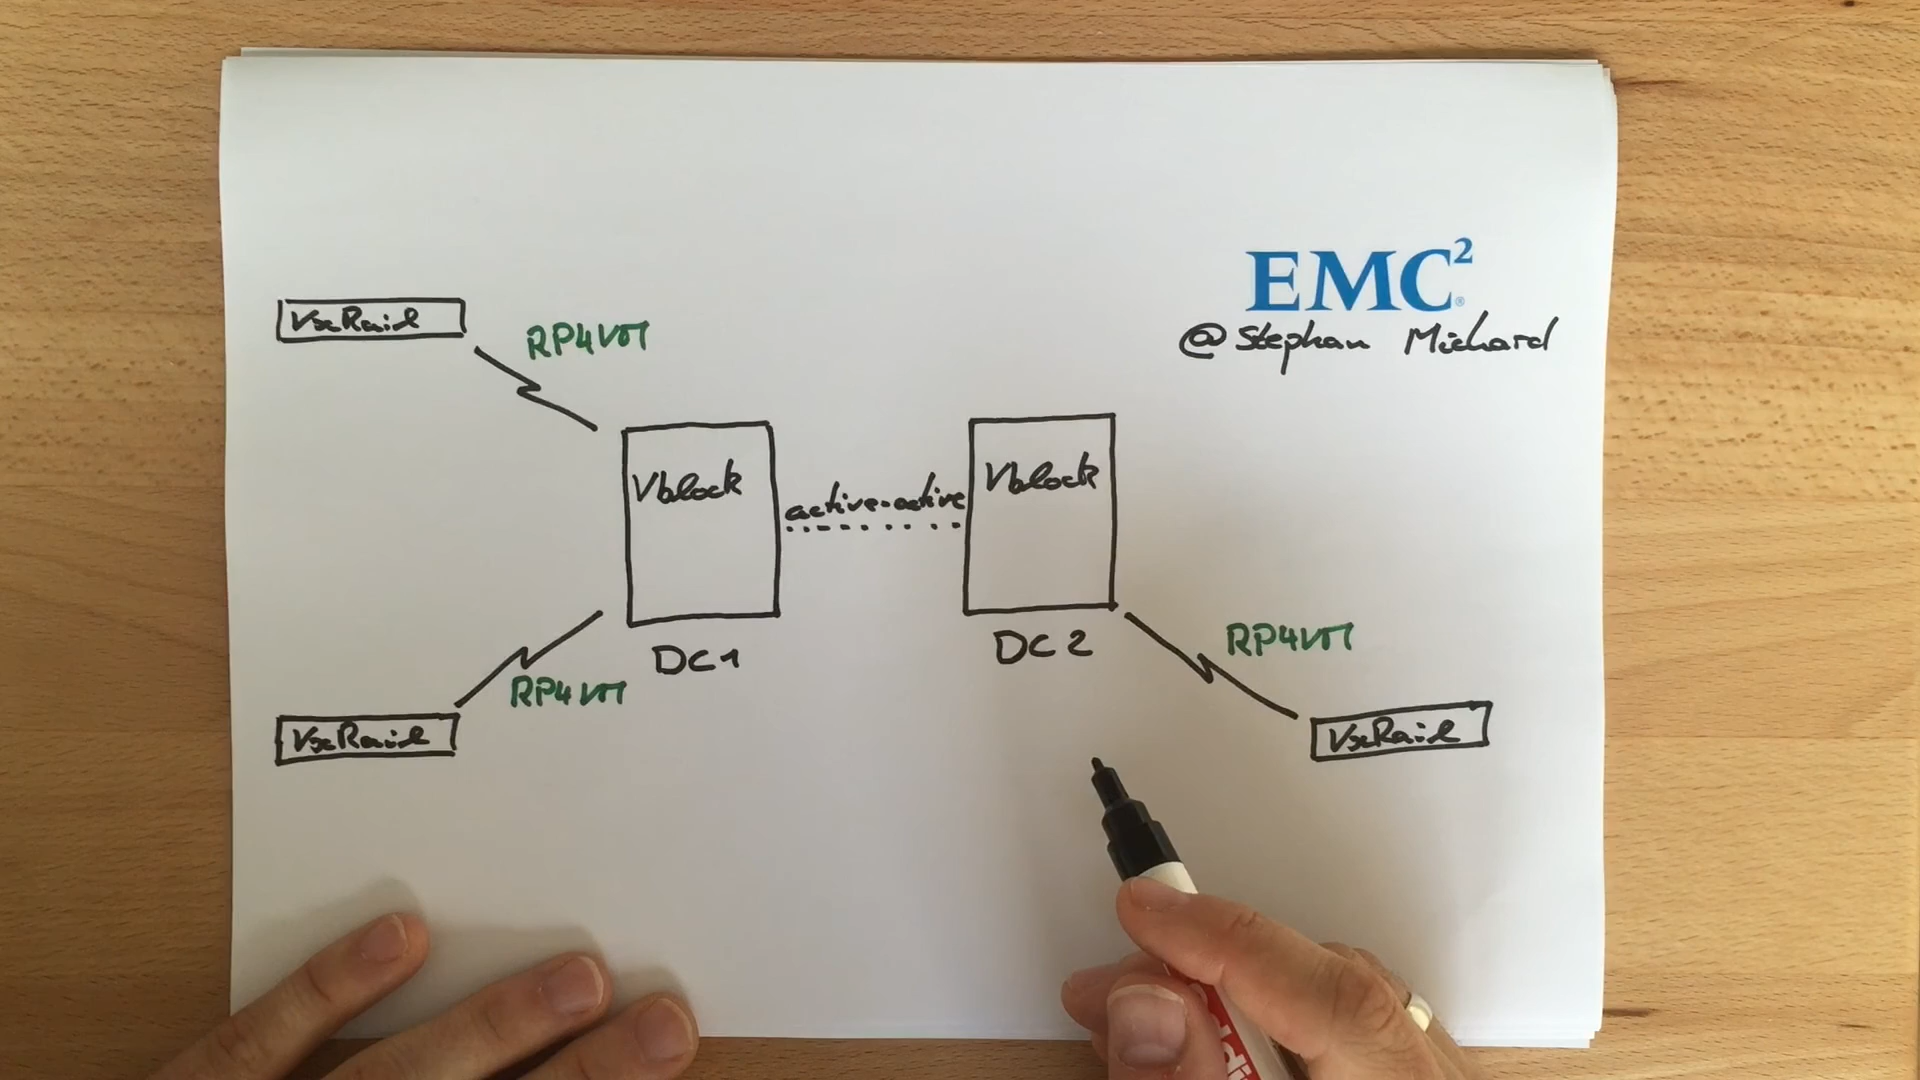 EMC²
@Stephan Michard
VxRail
RP4VM
Vblock
active-active
Vblock
DC1
DC2
RP4VM
RP4VM
VxRail
VxRail